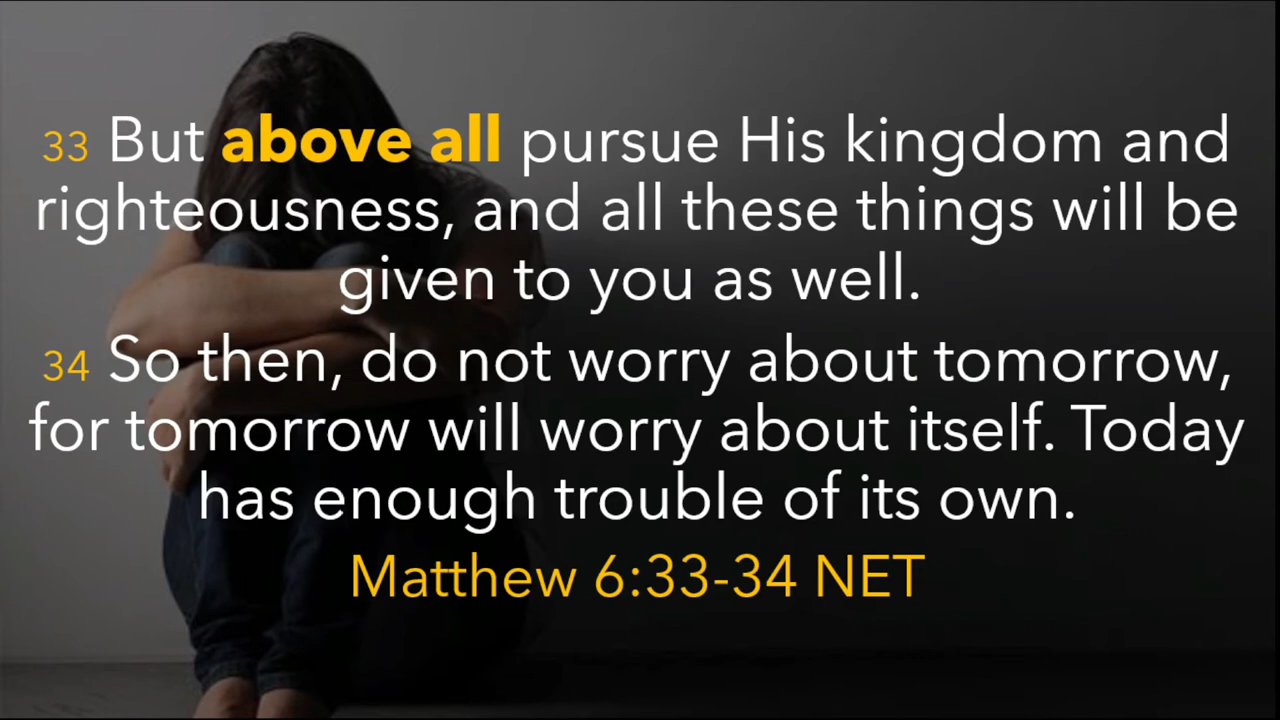 33 But above all pursue His kingdom and
righteousness, and all these things will be
given to you as well.
34 So then, do not worry about tomorrow,
for tomorrow will worry about itself. Today
has enough trouble of its own.
Matthew 6:33-34 NET